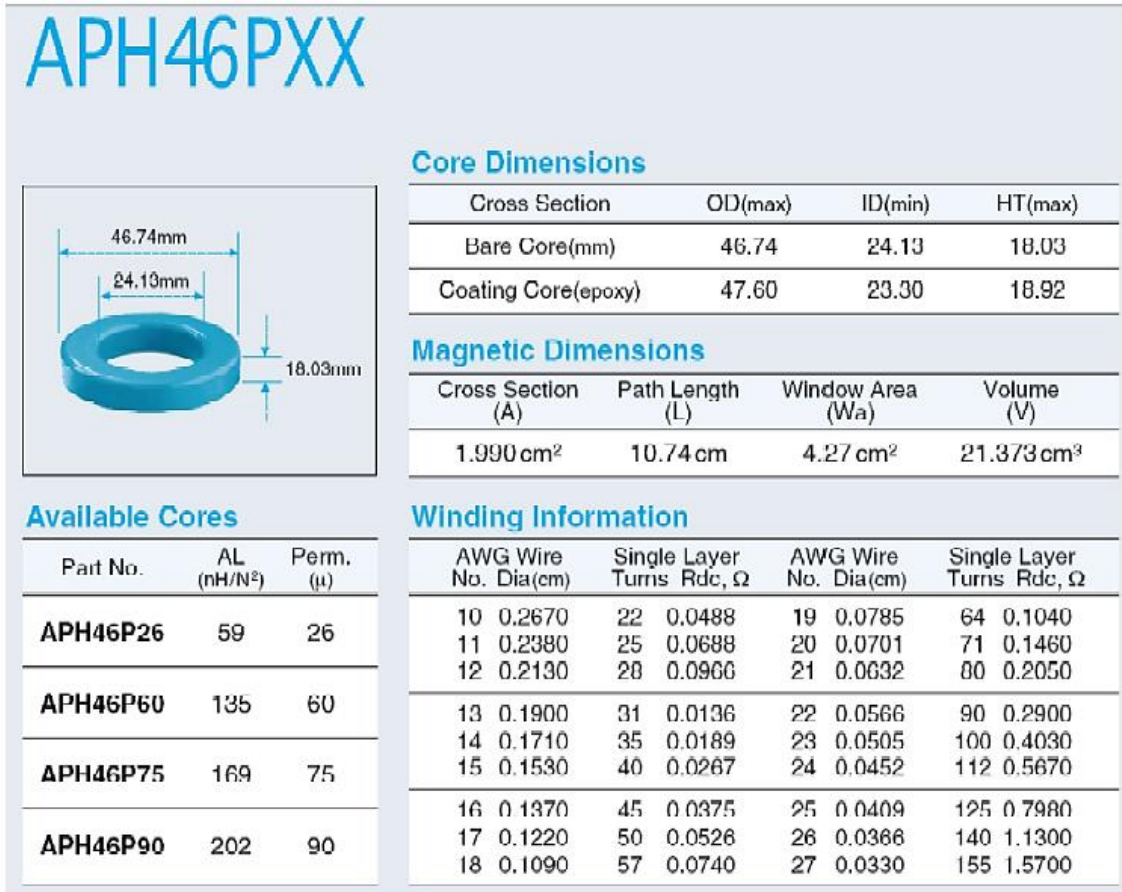 APH46PXX
Core Dimensions
Cross Section OD(max) ID(min) HT(max)
Bare Core(mm) 46.74 24.13 18.03
Coating Core(epoxy) 47.60 23.30 18.92
46.74mm
24.13mm
18.03mm
Magnetic Dimensions
Cross Section (A) Path Length (L) Window Area (Wa) Volume (V)
1.990 cm² 10.74 cm 4.27 cm² 21.373 cm³
Available Cores
Part No. AL (nH/N²) Perm. (μ)
APH46P26 59 26
APH46P60 135 60
APH46P75 169 75
APH46P90 202 90
Winding Information
AWG Wire No. Dia(cm) Single Layer Turns Rdc, Ω AWG Wire No. Dia(cm) Single Layer Turns Rdc, Ω
10 0.2670 22 0.0488 19 0.0785 64 0.1040
11 0.2380 25 0.0688 20 0.0701 71 0.1460
12 0.2130 28 0.0966 21 0.0632 80 0.2050
13 0.1900 31 0.0136 22 0.0566 90 0.2900
14 0.1710 35 0.0189 23 0.0505 100 0.4030
15 0.1530 40 0.0267 24 0.0452 112 0.5670
16 0.1370 45 0.0375 25 0.0409 125 0.7980
17 0.1220 50 0.0526 26 0.0366 140 1.1300
18 0.1090 57 0.0740 27 0.0330 155 1.5700